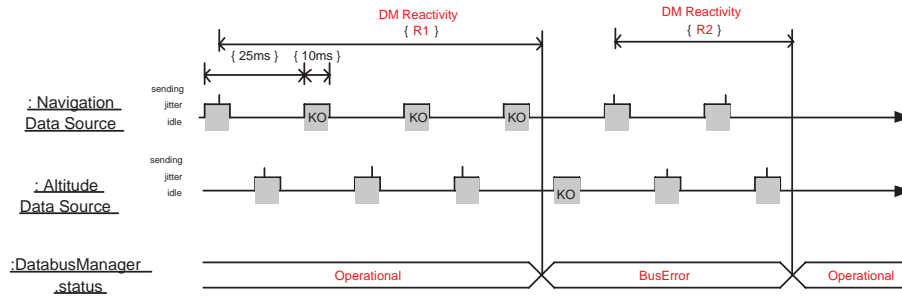 DM Reactivity
{ R1 }
DM Reactivity
{ R2 }
{ 25ms }
{ 10ms }
: Navigation
Data Source
sending
jitter
idle
KO
KO
KO
: Altitude
Data Source
sending
jitter
idle
KO
:DatabusManager
.status
Operational
BusError
Operational